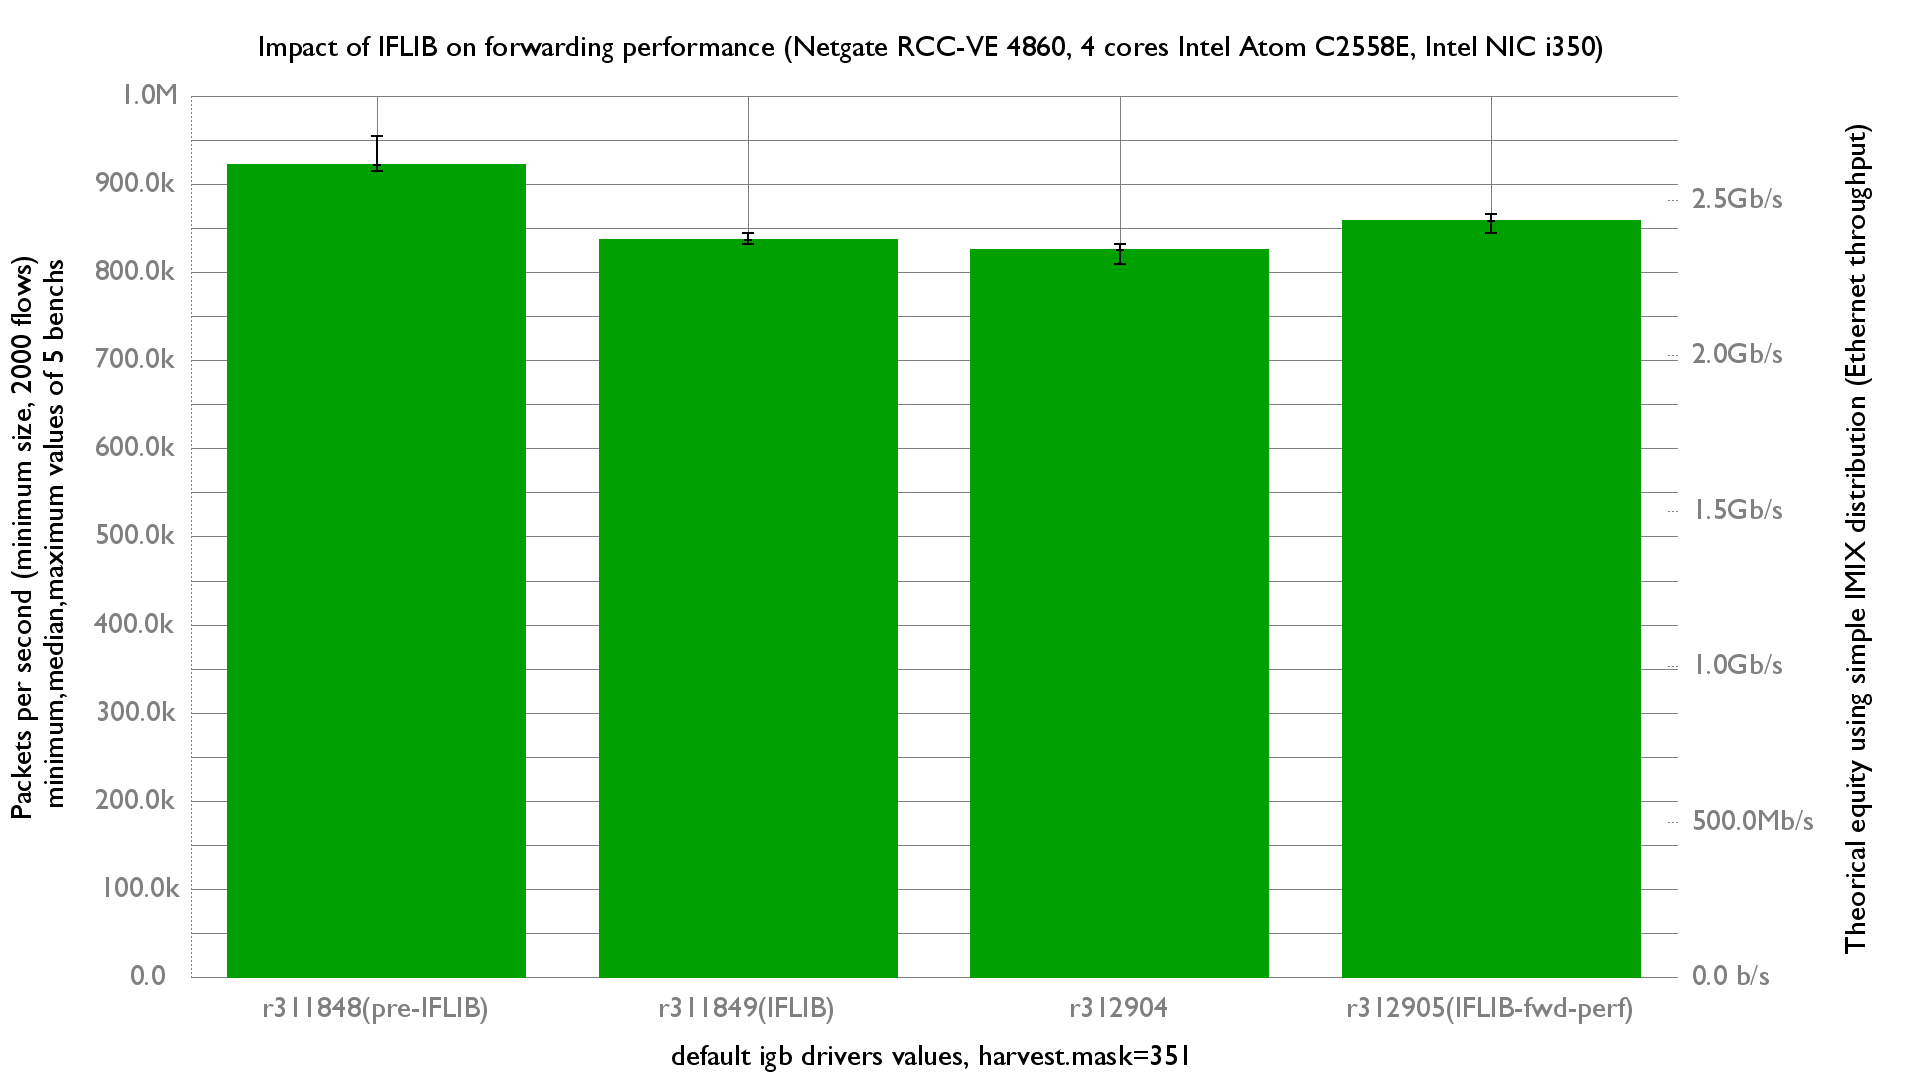 Impact of IFLIB on forwarding performance (Netgate RCC-VE 4860, 4 cores Intel Atom C2558E, Intel NIC i350)
Packets per second (minimum size, 2000 flows)
minimum,median,maximum values of 5 benchs
1.0M
900.0k
800.0k
700.0k
600.0k
500.0k
400.0k
300.0k
200.0k
100.0k
0.0
2.5Gb/s
2.0Gb/s
1.5Gb/s
1.0Gb/s
500.0Mb/s
0.0 b/s
Theorical equity using simple IMIX distribution (Ethernet throughput)
r311848(pre-IFLIB)
r311849(IFLIB)
r312904
r312905(IFLIB-fwd-perf)
default igb drivers values, harvest.mask=351